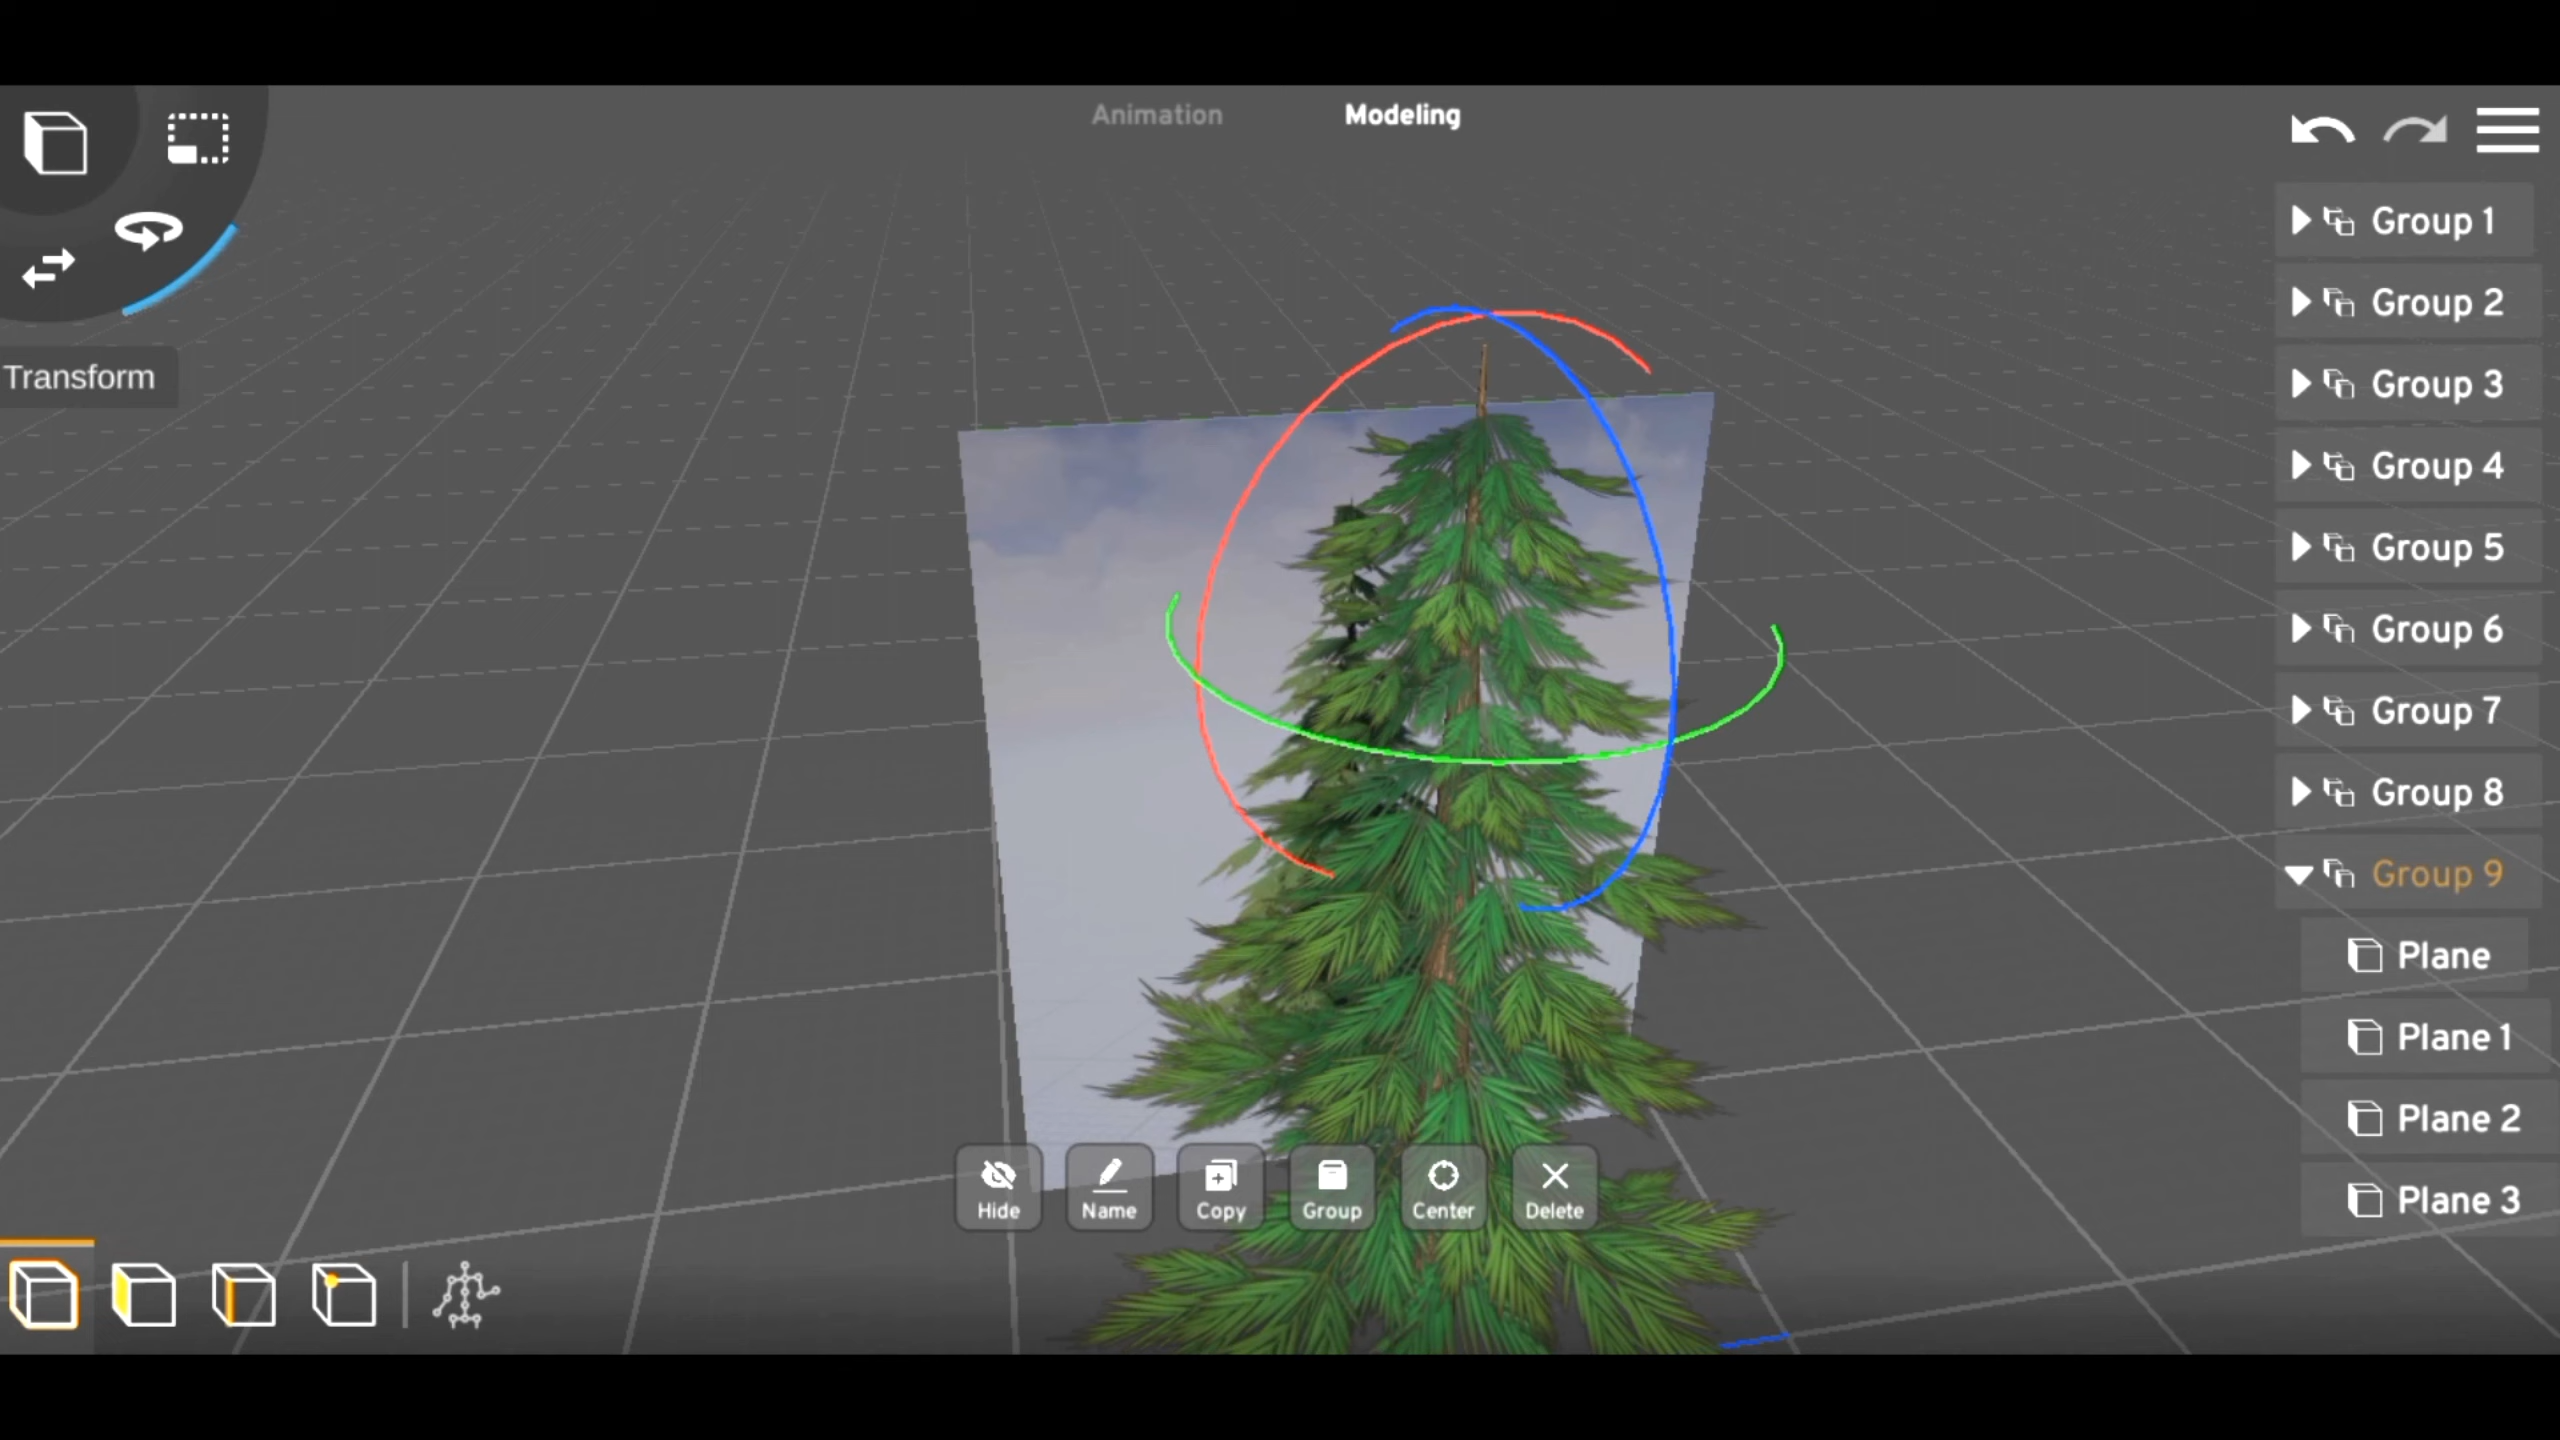 Animation
Modeling
Transform
Group 1
Group 2
Group 3
Group 4
Group 5
Group 6
Group 7
Group 8
Group 9
Plane
Plane 1
Plane 2
Plane 3
Hide
Name
Copy
Group
Center
Delete